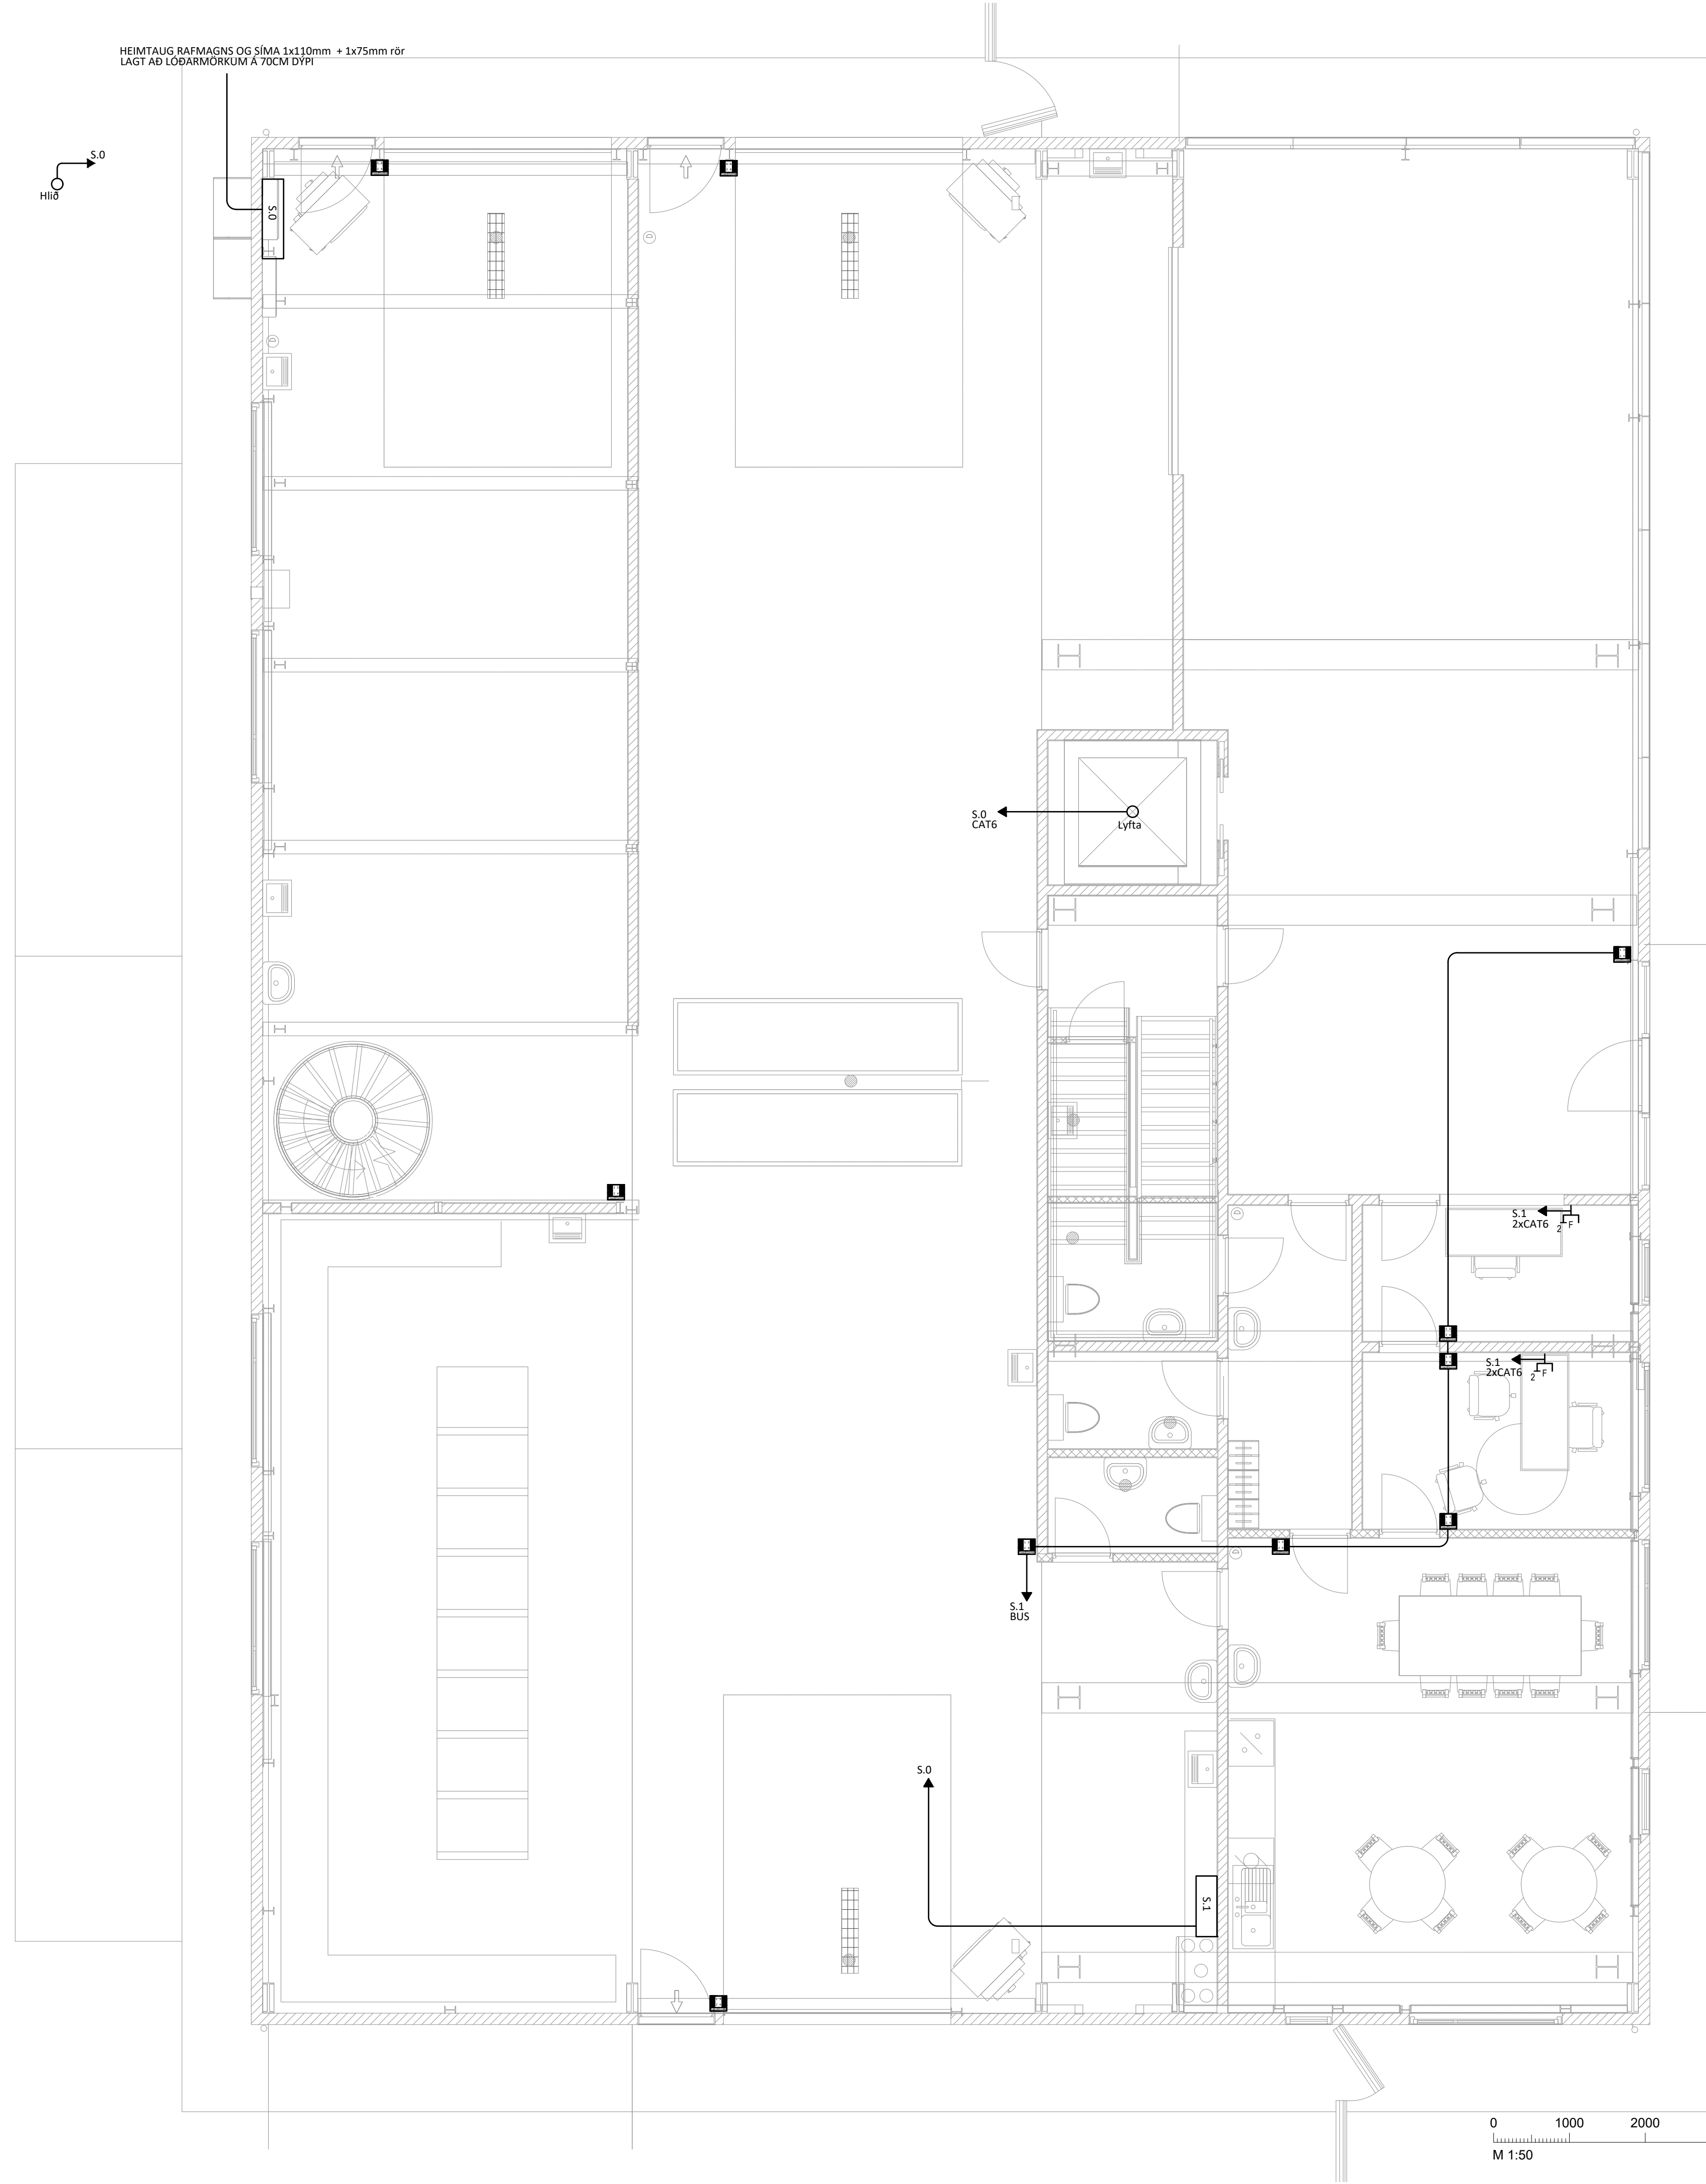 HEIMTAUG RAFMAGNS OG SÍMA 1x110mm + 1x75mm rör
LAGT AÐ LÓÐARMÖRKUM Á 70CM DÝPI
S.0
Hlið
S.0
S.0
CAT6
Lyfta
S.1
2xCAT6
2 F
S.1
2xCAT6
2 F
S.1
BUS
S.0
S.1
0 1000 2000
M 1:50